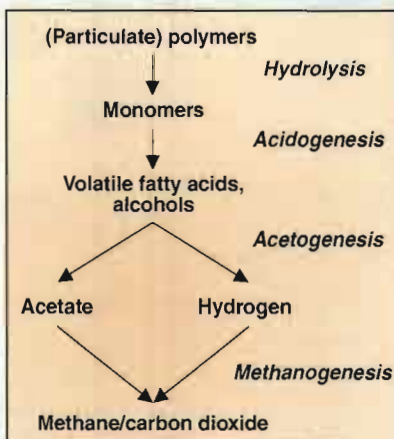 (Particulate) polymers
Hydrolysis
Monomers
Acidogenesis
Volatile fatty acids,
alcohols
Acetogenesis
Acetate Hydrogen
Methanogenesis
Methane/carbon dioxide